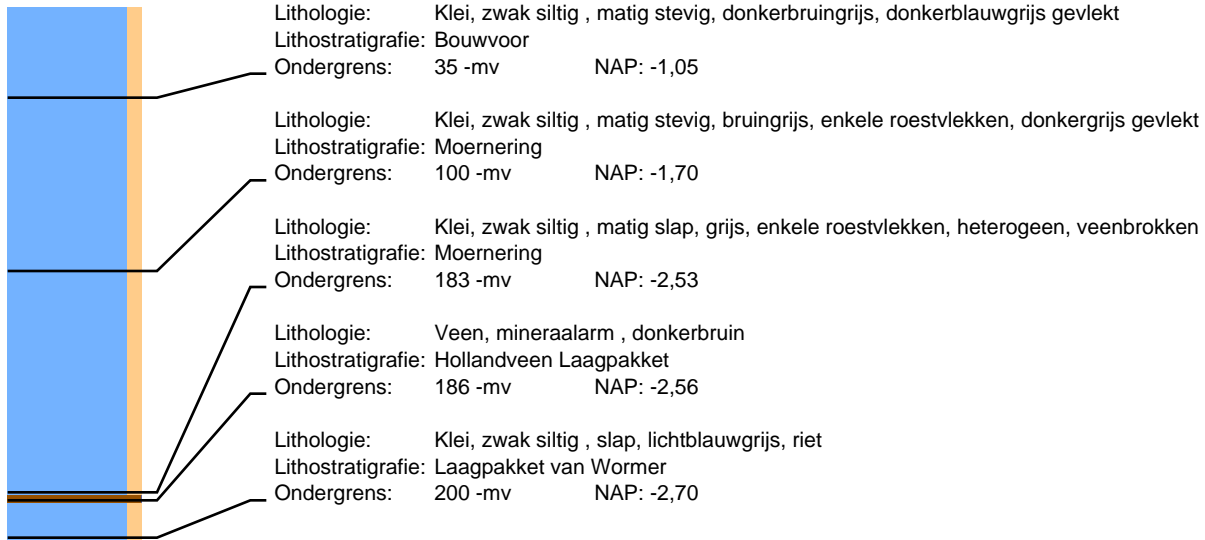 Lithologie: Klei, zwak siltig , matig stevig, donkerbruingrijs, donkerblauwgrijs gevlekt
Lithostratigrafie: Bouwvoor
Ondergrens: 35 -mv NAP: -1,05
Lithologie: Klei, zwak siltig , matig stevig, bruingrijs, enkele roestvlekken, donkergrijs gevlekt
Lithostratigrafie: Moernering
Ondergrens: 100 -mv NAP: -1,70
Lithologie: Klei, zwak siltig , matig slap, grijs, enkele roestvlekken, heterogeen, veenbrokken
Lithostratigrafie: Moernering
Ondergrens: 183 -mv NAP: -2,53
Lithologie: Veen, mineraalarm , donkerbruin
Lithostratigrafie: Hollandveen Laagpakket
Ondergrens: 186 -mv NAP: -2,56
Lithologie: Klei, zwak siltig , slap, lichtblauwgrijs, riet
Lithostratigrafie: Laagpakket van Wormer
Ondergrens: 200 -mv NAP: -2,70